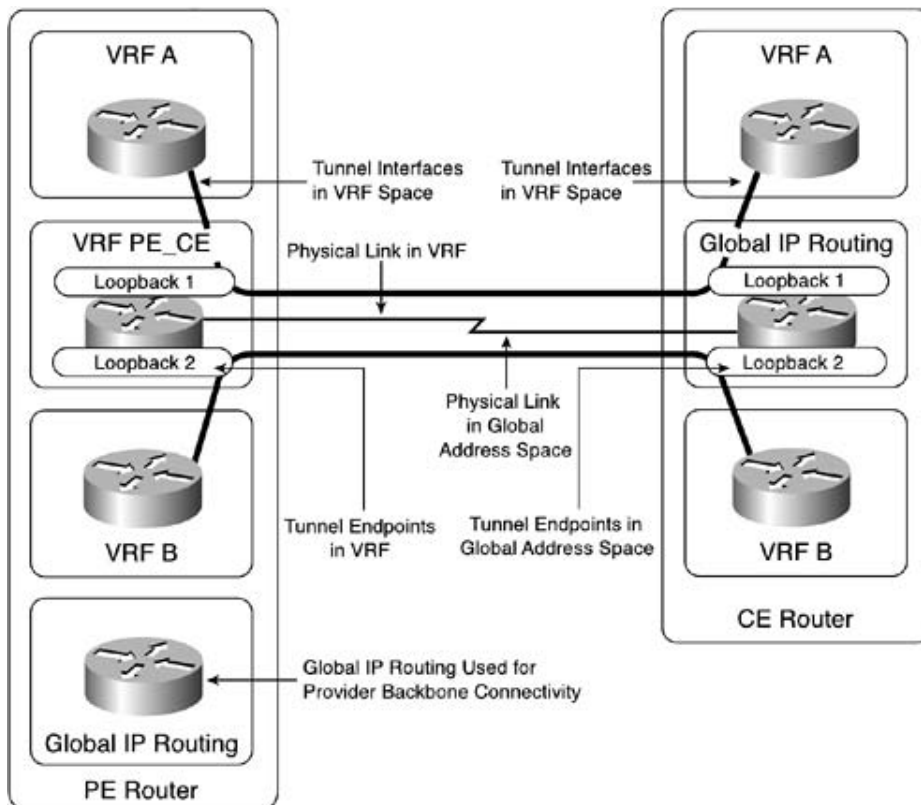 VRF A
VRF A
Tunnel Interfaces
in VRF Space
Tunnel Interfaces
in VRF Space
VRF PE_CE
Physical Link in VRF
Global IP Routing
Loopback 1
Loopback 1
Loopback 2
Loopback 2
Physical Link
in Global
Address Space
Tunnel Endpoints
in VRF
Tunnel Endpoints in
Global Address Space
VRF B
VRF B
CE Router
Global IP Routing Used for
Provider Backbone Connectivity
Global IP Routing
PE Router